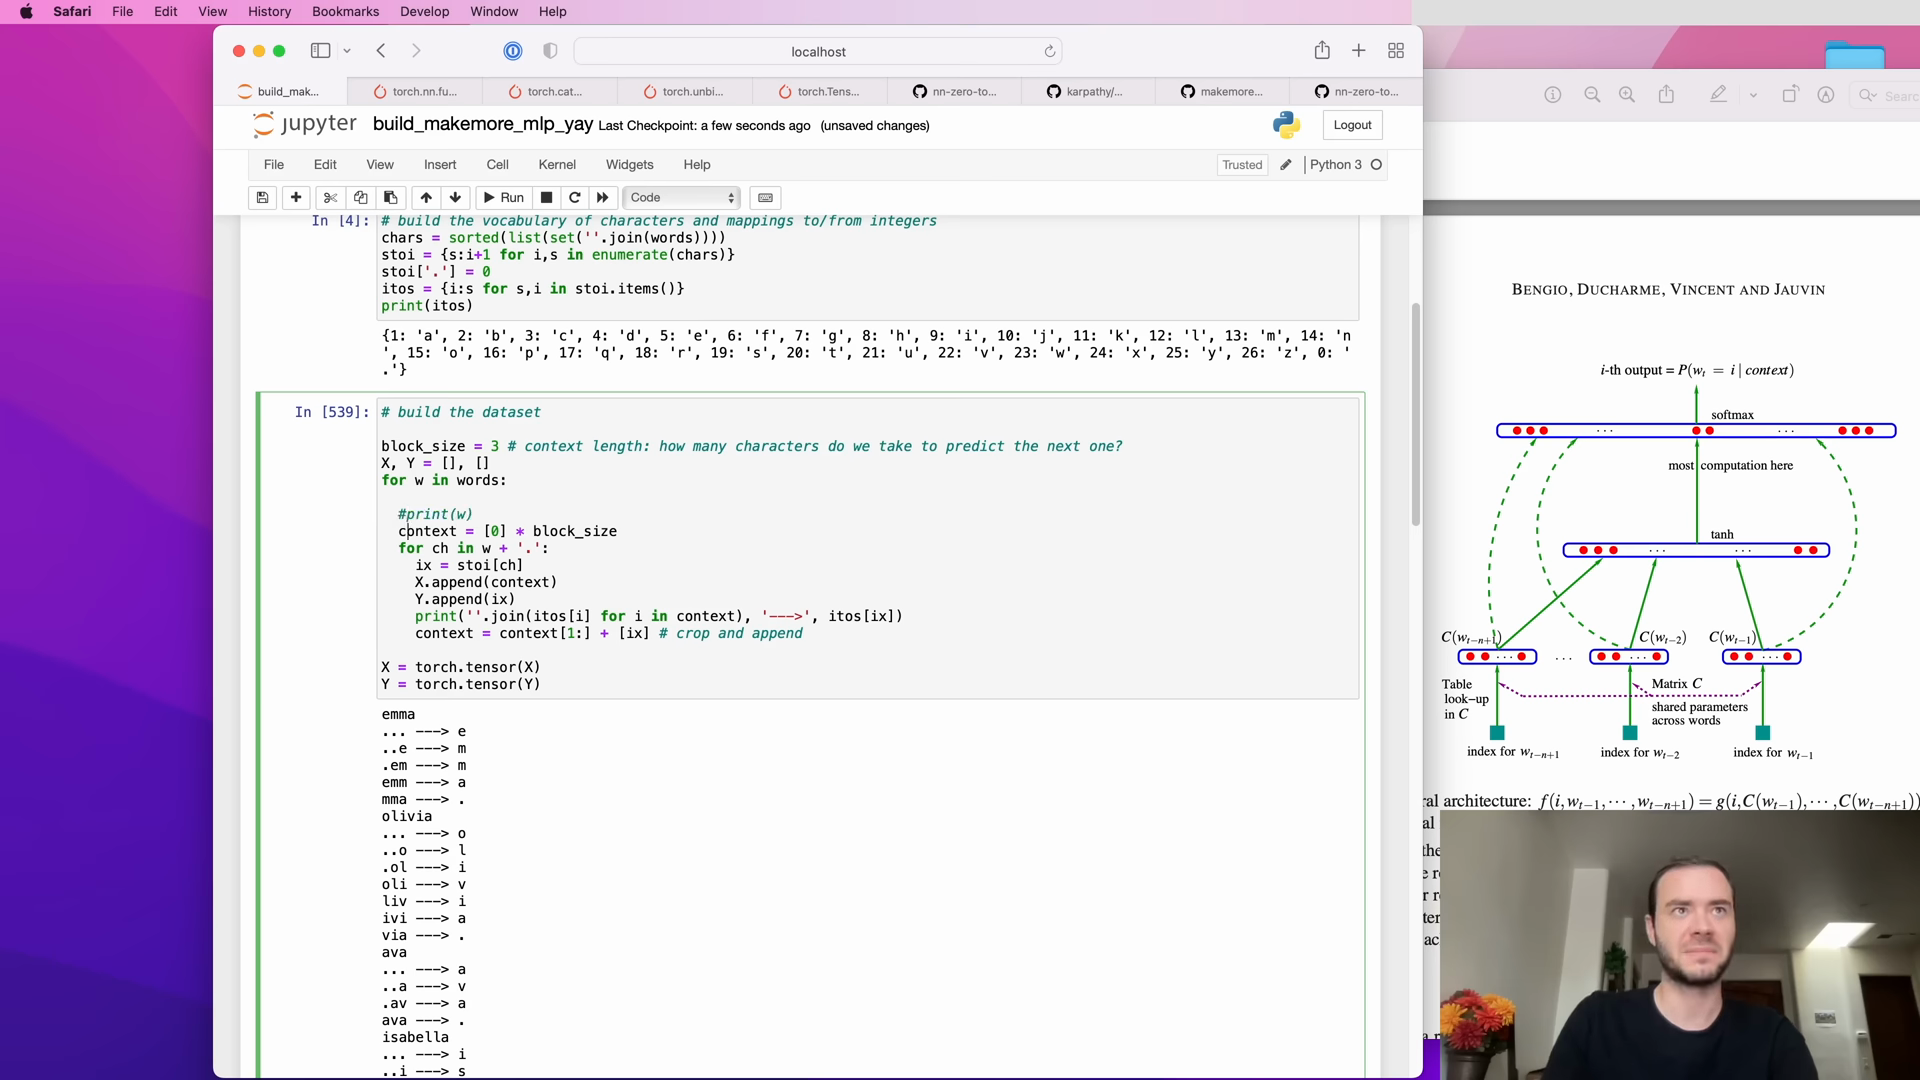 Safari File Edit View History Bookmarks Develop Window Help
localhost
build_mak... torch.nn.fu... torch.cat... torch.unbi... torch.Tens... nn-zero-to... karpathy/... makemore... nn-zero-to...
Search
jupyter build_makemore_mlp_yay Last Checkpoint: a few seconds ago (unsaved changes) Logout
File Edit View Insert Cell Kernel Widgets Help Trusted Python 3
Run Code
In [4]: # build the vocabulary of characters and mappings to/from integers
chars = sorted(list(set(''.join(words))))
stoi = {s:i+1 for i,s in enumerate(chars)}
stoi['.'] = 0
itos = {i:s for s,i in stoi.items()}
print(itos)
{1: 'a', 2: 'b', 3: 'c', 4: 'd', 5: 'e', 6: 'f', 7: 'g', 8: 'h', 9: 'i', 10: 'j', 11: 'k', 12: 'l', 13: 'm', 14: 'n
', 15: 'o', 16: 'p', 17: 'q', 18: 'r', 19: 's', 20: 't', 21: 'u', 22: 'v', 23: 'w', 24: 'x', 25: 'y', 26: 'z', 0: '
.'}
In [539]: # build the dataset
block_size = 3 # context length: how many characters do we take to predict the next one?
X, Y = [], []
for w in words:
#print(w)
context = [0] * block_size
for ch in w + '.':
ix = stoi[ch]
X.append(context)
Y.append(ix)
print(''.join(itos[i] for i in context), '--->', itos[ix])
context = context[1:] + [ix] # crop and append
X = torch.tensor(X)
Y = torch.tensor(Y)
emma
... ---> e
..e ---> m
.em ---> m
emm ---> a
mma ---> .
olivia
... ---> o
..o ---> l
.ol ---> i
oli ---> v
liv ---> i
ivi ---> a
via ---> .
ava
... ---> a
..a ---> v
.av ---> a
ava ---> .
isabella
... ---> i
..i ---> s
BENGIO, DUCHARME, VINCENT AND JAUVIN
i-th output = P(w_t = i | context)
softmax
... ...
most computation here
tanh
... ...
C(w_{t−n+1}) C(w_{t−2}) C(w_{t−1})
... ... ... ...
Table look−up in C
Matrix C
shared parameters across words
index for w_{t−n+1} index for w_{t−2} index for w_{t−1}
ral architecture: f(i,w_{t−1},⋯,w_{t−n+1}) = g(i,C(w_{t−1}),⋯,C(w_{t−n+1}))